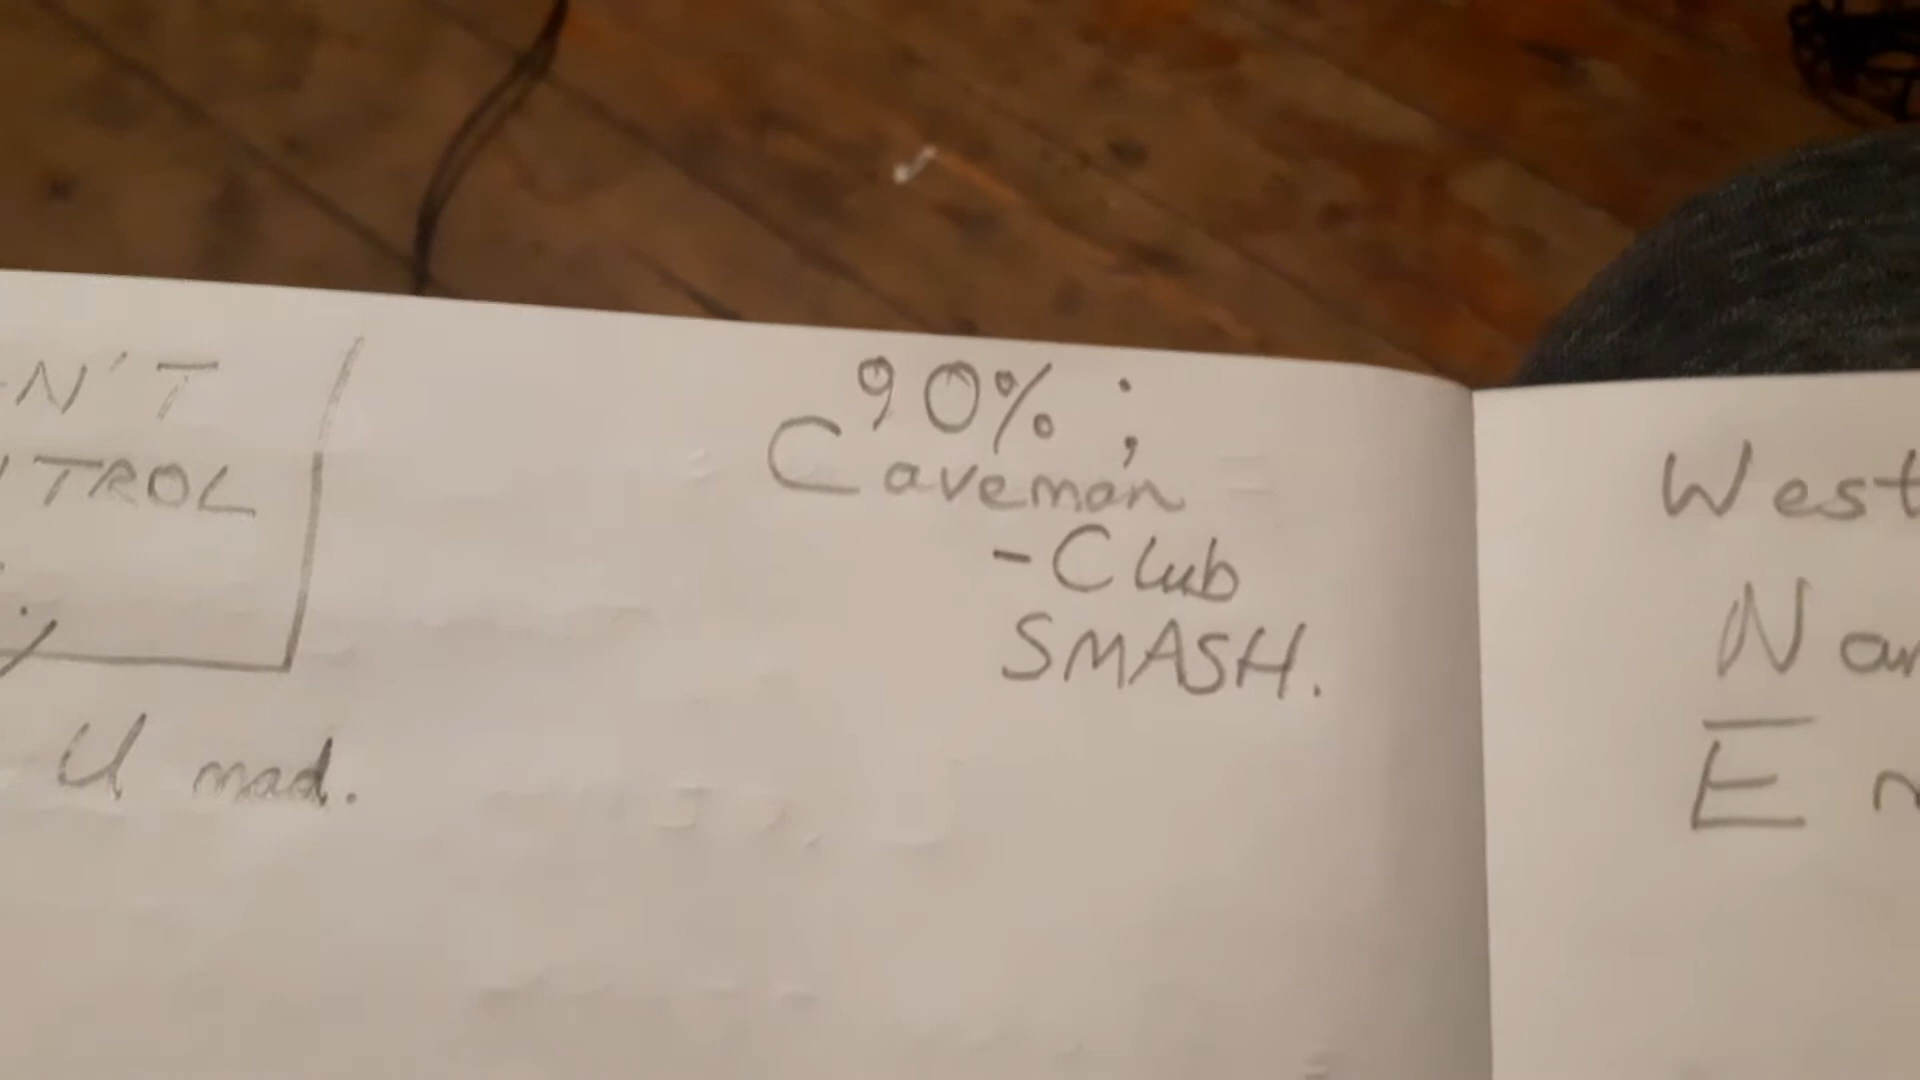 N'T
TROL
U mad.
90% ;
Caveman
- Club
SMASH.
West
E